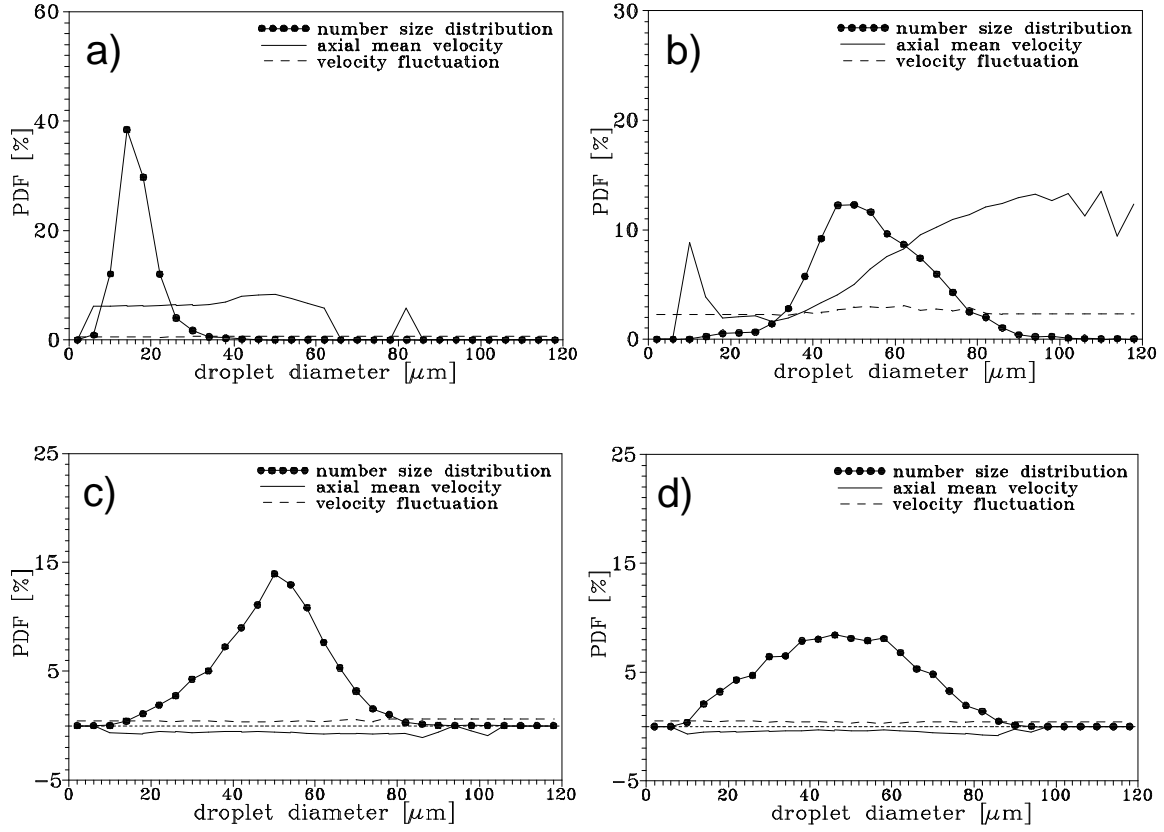 60
number size distribution
axial mean velocity
velocity fluctuation
a)
40
20
0
PDF [%]
0 20 40 60 80 100 120
droplet diameter [μm]
30
number size distribution
axial mean velocity
velocity fluctuation
b)
20
10
0
PDF [%]
0 20 40 60 80 100 120
droplet diameter [μm]
25
number size distribution
axial mean velocity
velocity fluctuation
c)
15
5
-5
PDF [%]
0 20 40 60 80 100 120
droplet diameter [μm]
25
number size distribution
axial mean velocity
velocity fluctuation
d)
15
5
-5
PDF [%]
0 20 40 60 80 100 120
droplet diameter [μm]